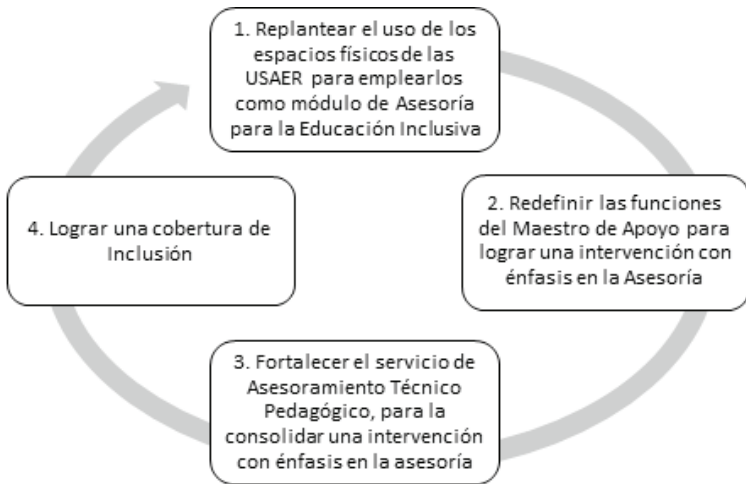 1. Replantear el uso de los
espacios físicos de las
USAER para emplearlos
como módulo de Asesoría
para la Educación Inclusiva
2. Redefinir las funciones
del Maestro de Apoyo para
lograr una intervención con
énfasis en la Asesoría
3. Fortalecer el servicio de
Asesoramiento Técnico
Pedagógico, para la
consolidar una intervención
con énfasis en la asesoría
4. Lograr una cobertura de
Inclusión